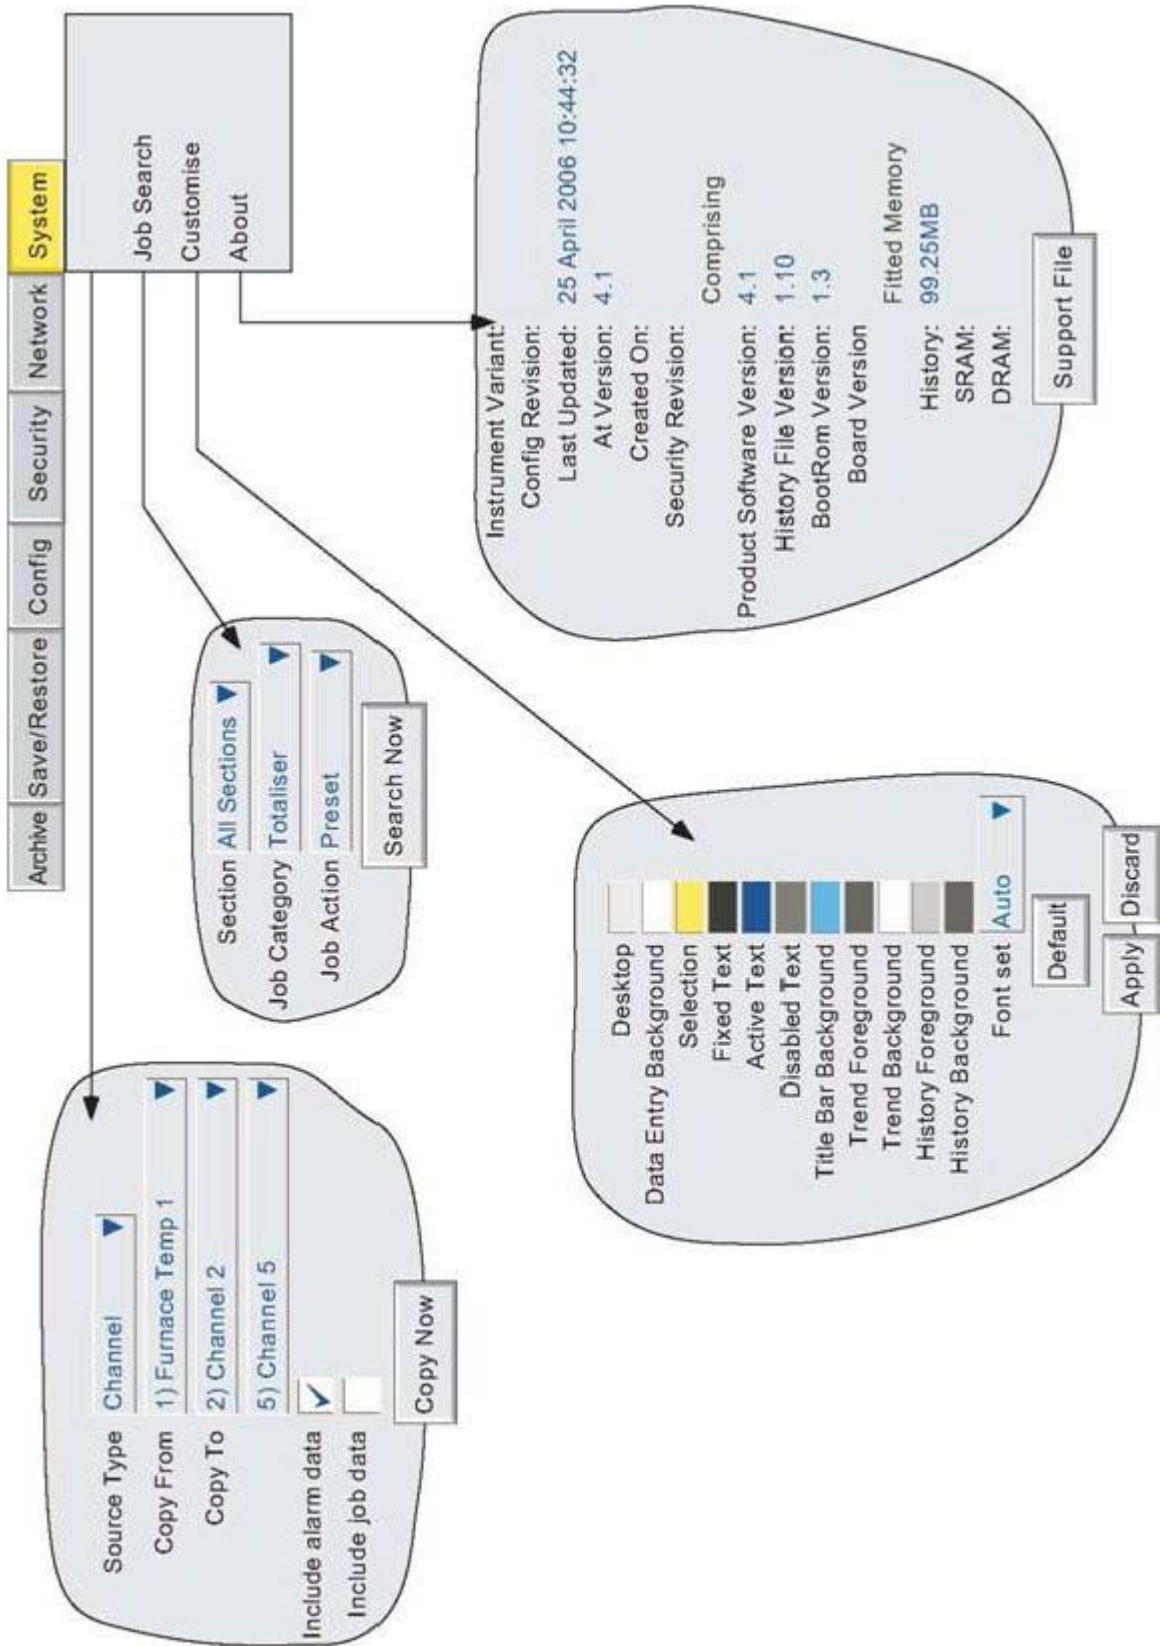 Archive Save/Restore Config Security Network System
Job Search
Customise
About
Source Type Channel
Copy From 1) Furnace Temp 1
Copy To 2) Channel 2
5) Channel 5
Include alarm data
Include job data
Copy Now
Section All Sections
Job Category Totaliser
Job Action Preset
Search Now
Desktop
Data Entry Background
Selection
Fixed Text
Active Text
Disabled Text
Title Bar Background
Trend Foreground
Trend Background
History Foreground
History Background
Font set Auto
Default
Apply Discard
Instrument Variant:
Config Revision:
Last Updated: 25 April 2006 10:44:32
At Version: 4.1
Created On:
Security Revision:
Comprising
Product Software Version: 4.1
History File Version: 1.10
BootRom Version: 1.3
Board Version
Fitted Memory
History: 99.25MB
SRAM:
DRAM:
Support File